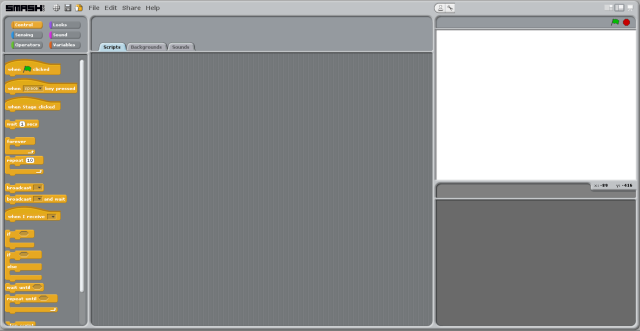 SMASH
File Edit Share Help
Control Looks
Sensing Sound
Operators Variables
Scripts Backgrounds Sounds
when clicked
when key pressed
when Stage clicked
wait 1 secs
forever
repeat 10
broadcast
broadcast and wait
when I receive
if
if
else
wait until
repeat until
x: -89 y: -416